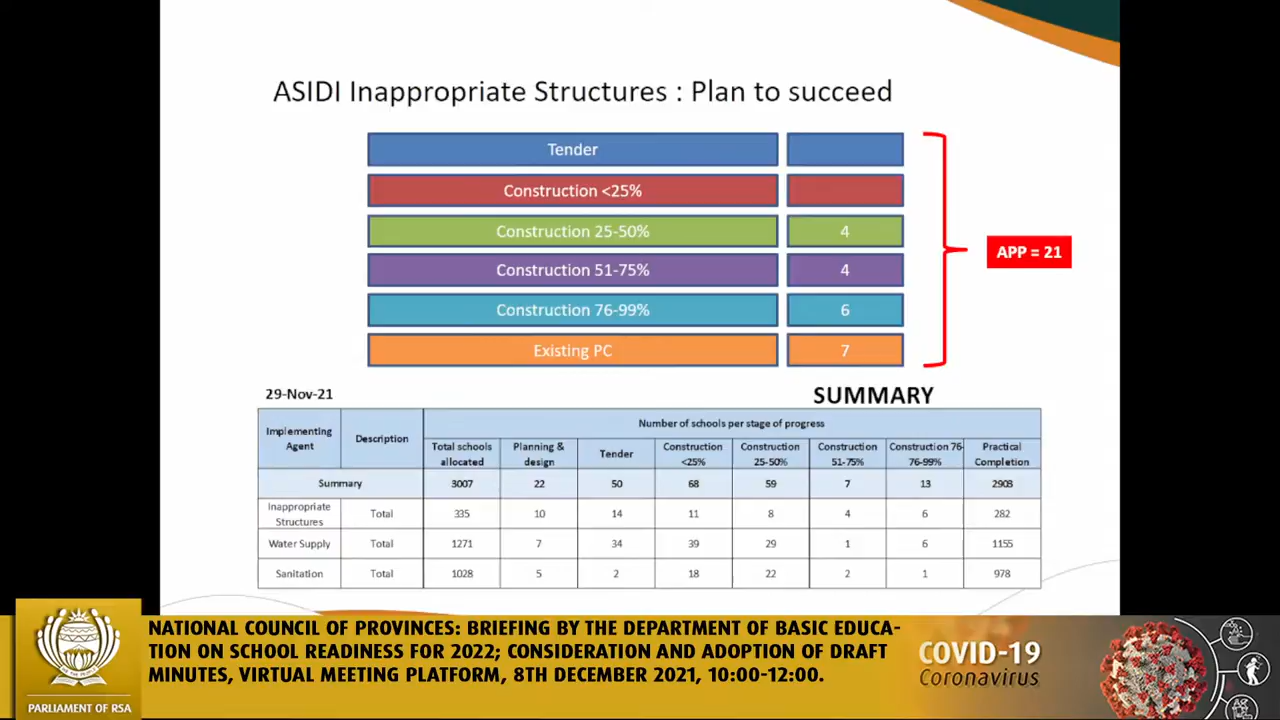 ASIDI Inappropriate Structures : Plan to succeed
Tender
Construction <25%
Construction 25-50% 4
Construction 51-75% 4
Construction 76-99% 6
Existing PC 7
APP = 21
29-Nov-21
SUMMARY
Implementing Agent Description Number of schools per stage of progress
Total schools allocated Planning & design Tender Construction <25% Construction 25-50% Construction 51-75% Construction 76- 76-99% Practical Completion
Summary 3007 22 50 68 59 7 13 2903
Inappropriate Structures Total 335 10 14 11 8 4 6 282
Water Supply Total 1271 7 34 39 29 1 6 1155
Sanitation Total 1028 5 2 18 22 2 1 978
NATIONAL COUNCIL OF PROVINCES: BRIEFING BY THE DEPARTMENT OF BASIC EDUCA-
TION ON SCHOOL READINESS FOR 2022; CONSIDERATION AND ADOPTION OF DRAFT
MINUTES, VIRTUAL MEETING PLATFORM, 8TH DECEMBER 2021, 10:00-12:00.
PARLIAMENT OF RSA
COVID-19
Coronavirus